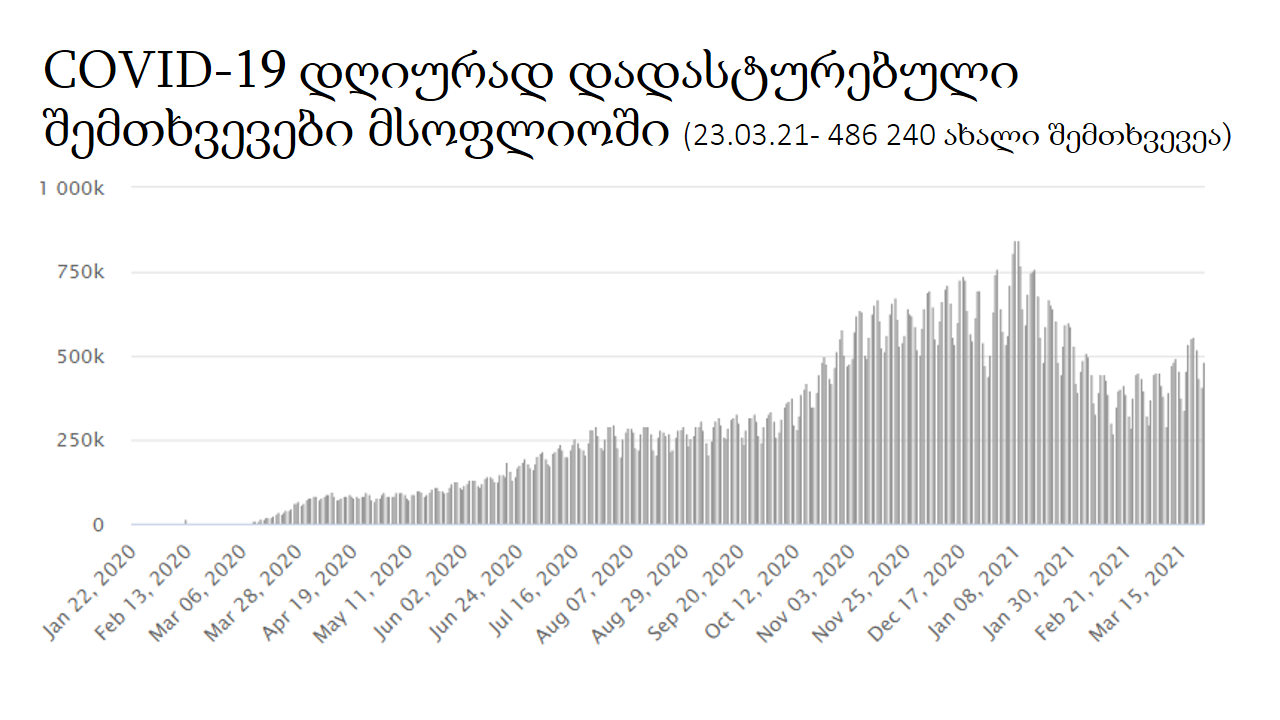 COVID-19 დღიურად დადასტურებული
შემთხვევები მსოფლიოში (23.03.21- 486 240 ახალი შემთხვევეა)
1 000k
750k
500k
250k
0
Jan 22, 2020
Feb 13, 2020
Mar 06, 2020
Mar 28, 2020
Apr 19, 2020
May 11, 2020
Jun 02, 2020
Jun 24, 2020
Jul 16, 2020
Aug 07, 2020
Aug 29, 2020
Sep 20, 2020
Oct 12, 2020
Nov 03, 2020
Nov 25, 2020
Dec 17, 2020
Jan 08, 2021
Jan 30, 2021
Feb 21, 2021
Mar 15, 2021